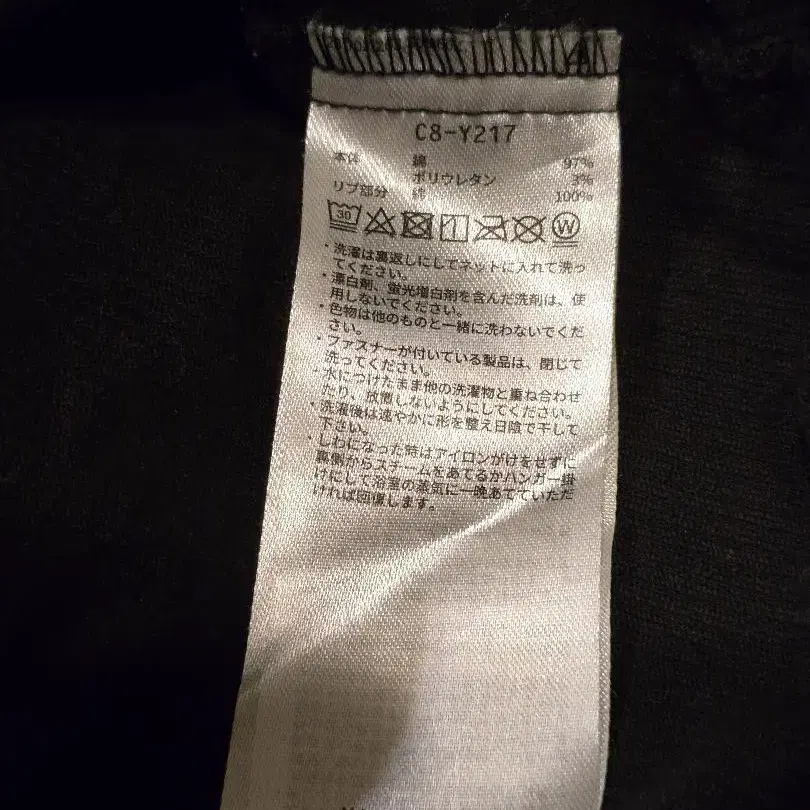 C8-Y217
本体 綿 97%
ポリウレタン 3%
リブ部分 綿 100%
30 W
・洗濯は裏返しにしてネットに入れて洗っ
てください。
・漂白剤、蛍光増白剤を含んだ洗剤は、使
用しないでください。
・色物は他のものと一緒に洗わないでくだ
さい。
・ファスナーが付いている製品は、閉じて
洗ってください。
・水につけたまま他の洗濯物と重ね合わせ
たり、放置しないようにしてください。
・洗濯後は速やかに形を整え日陰で干して
下さい。
・しわになった時はアイロンがけをせずに
裏側からスチームをあてるかハンガー掛
けにして浴室の蒸気に一晩あてていただ
ければ回復します。